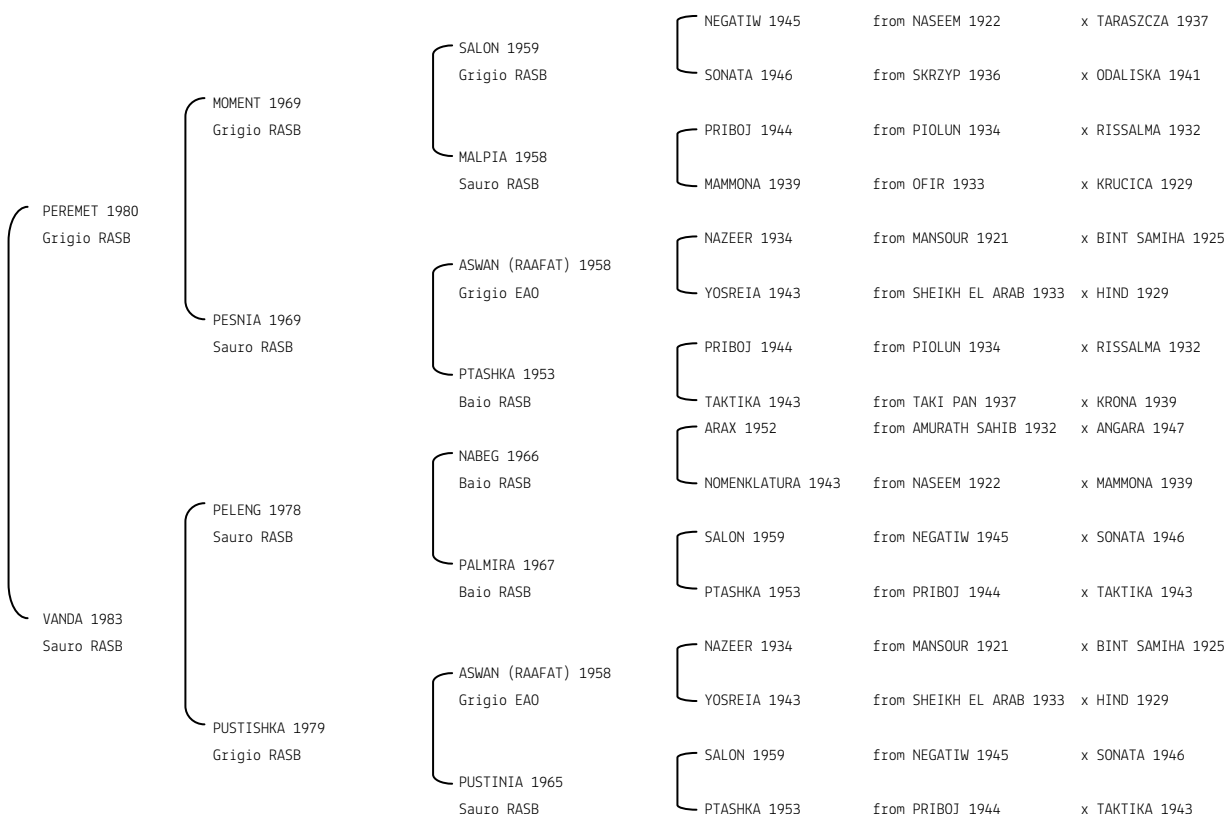 NEGATIW 1945 from NASEEM 1922 x TARASZCZA 1937
SALON 1959
Grigio RASB
SONATA 1946 from SKRZYP 1936 x ODALISKA 1941
MOMENT 1969
Grigio RASB
PRIBOJ 1944 from PIOLUN 1934 x RISSALMA 1932
MALPIA 1958
Sauro RASB
MAMMONA 1939 from OFIR 1933 x KRUCICA 1929
PEREMET 1980
Grigio RASB
NAZEER 1934 from MANSOUR 1921 x BINT SAMIHA 1925
ASWAN (RAAFAT) 1958
Grigio EAO
YOSREIA 1943 from SHEIKH EL ARAB 1933 x HIND 1929
PESNIA 1969
Sauro RASB
PRIBOJ 1944 from PIOLUN 1934 x RISSALMA 1932
PTASHKA 1953
Baio RASB
TAKTIKA 1943 from TAKI PAN 1937 x KRONA 1939
ARAX 1952 from AMURATH SAHIB 1932 x ANGARA 1947
NABEG 1966
Baio RASB
NOMENKLATURA 1943 from NASEEM 1922 x MAMMONA 1939
PELENG 1978
Sauro RASB
SALON 1959 from NEGATIW 1945 x SONATA 1946
PALMIRA 1967
Baio RASB
PTASHKA 1953 from PRIBOJ 1944 x TAKTIKA 1943
VANDA 1983
Sauro RASB
NAZEER 1934 from MANSOUR 1921 x BINT SAMIHA 1925
ASWAN (RAAFAT) 1958
Grigio EAO
YOSREIA 1943 from SHEIKH EL ARAB 1933 x HIND 1929
PUSTISHKA 1979
Grigio RASB
SALON 1959 from NEGATIW 1945 x SONATA 1946
PUSTINIA 1965
Sauro RASB
PTASHKA 1953 from PRIBOJ 1944 x TAKTIKA 1943